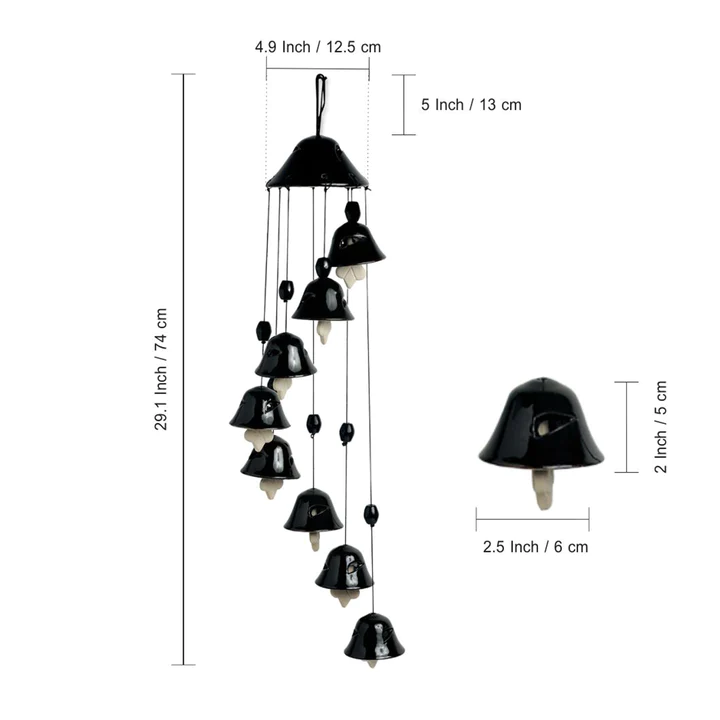 4.9 Inch / 12.5 cm
5 Inch / 13 cm
29.1 Inch / 74 cm
2 Inch / 5 cm
2.5 Inch / 6 cm